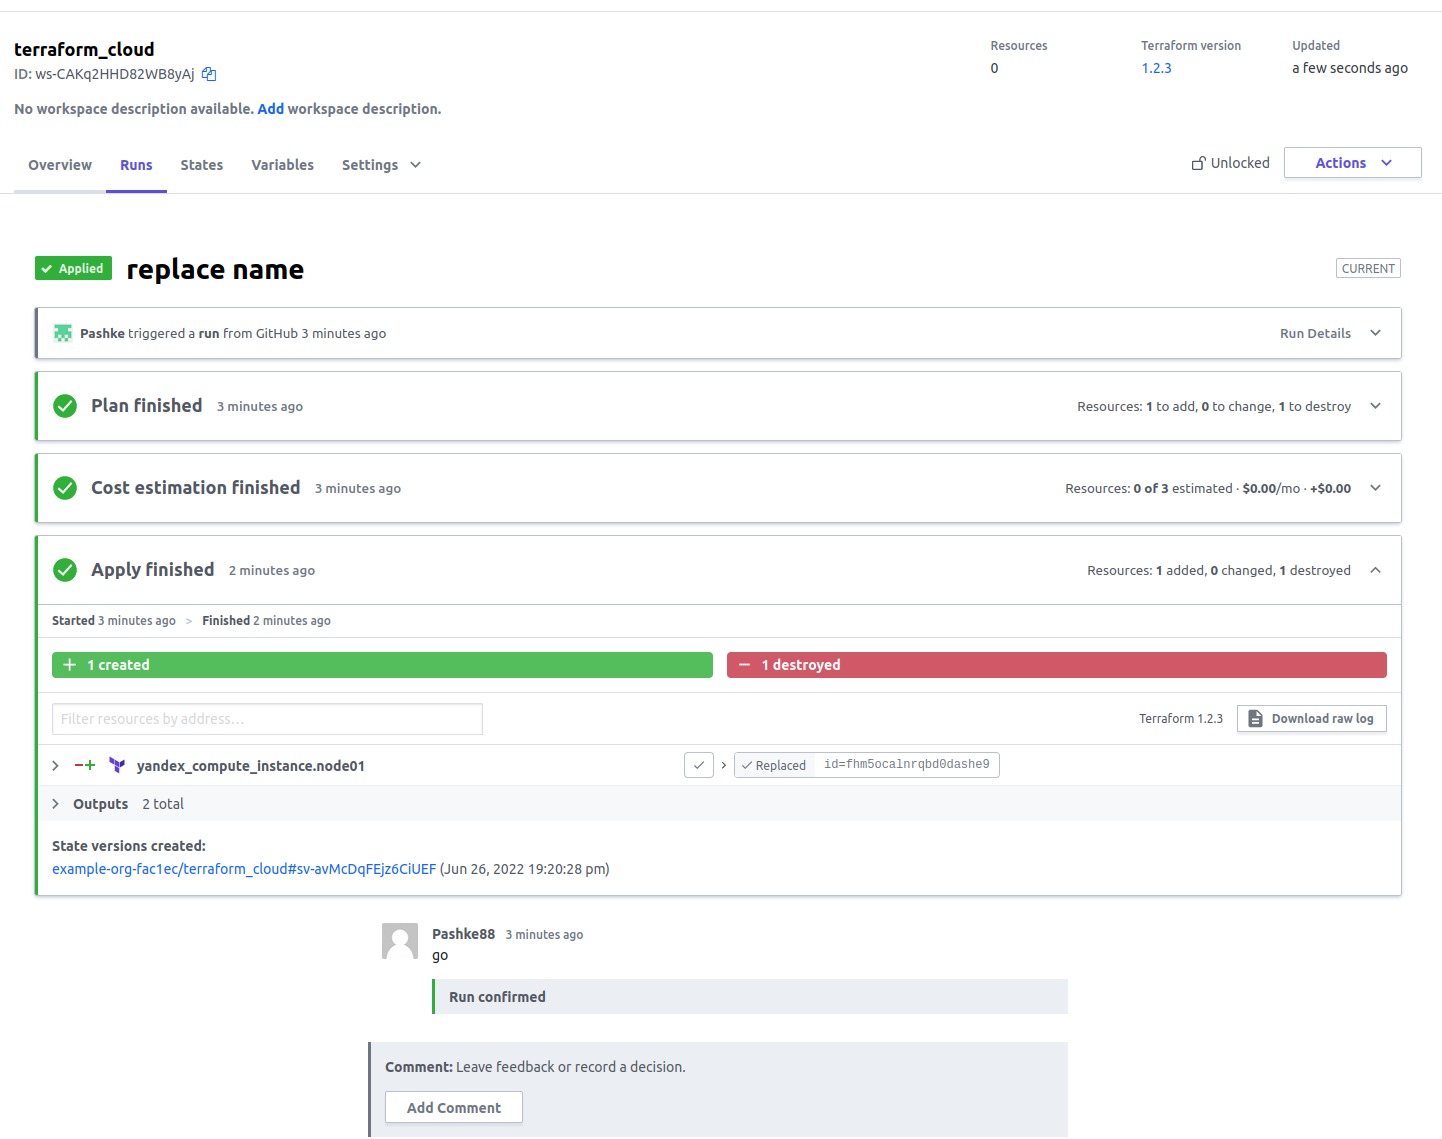 terraform_cloud
ID: ws-CAKq2HHD82WB8yAj
Resources
0
Terraform version
1.2.3
Updated
a few seconds ago
No workspace description available. Add workspace description.
Overview Runs States Variables Settings
Unlocked Actions
Applied replace name CURRENT
Pashke triggered a run from GitHub 3 minutes ago Run Details
Plan finished 3 minutes ago Resources: 1 to add, 0 to change, 1 to destroy
Cost estimation finished 3 minutes ago Resources: 0 of 3 estimated · $0.00/mo · +$0.00
Apply finished 2 minutes ago Resources: 1 added, 0 changed, 1 destroyed
Started 3 minutes ago > Finished 2 minutes ago
+ 1 created − 1 destroyed
Filter resources by address... Terraform 1.2.3 Download raw log
−+ yandex_compute_instance.node01 Replaced id=fhm5ocalnrqbd0dashe9
Outputs 2 total
State versions created:
example-org-fac1ec/terraform_cloud#sv-avMcDqFEjz6CiUEF (Jun 26, 2022 19:20:28 pm)
Pashke88 3 minutes ago
go
Run confirmed
Comment: Leave feedback or record a decision.
Add Comment